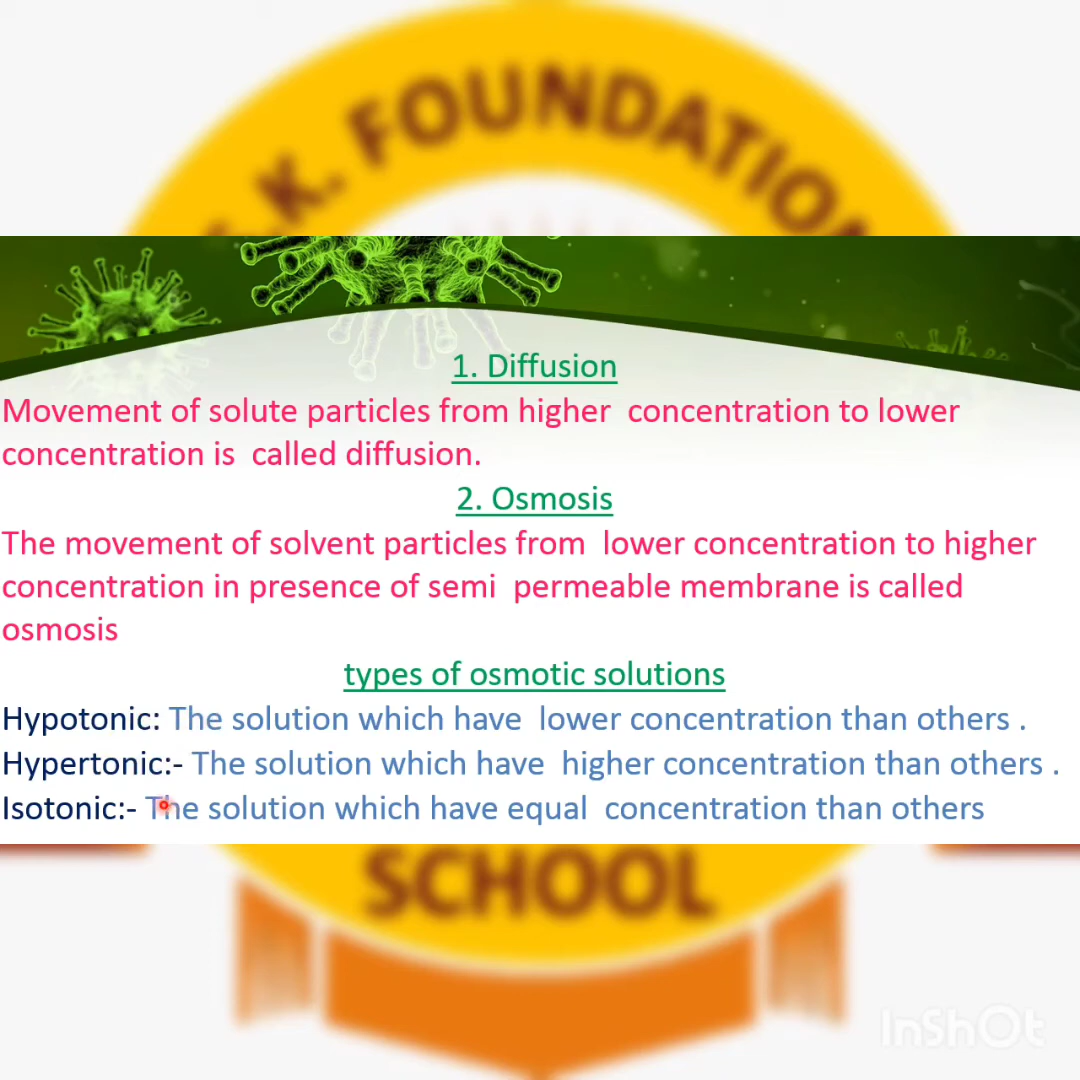 K. FOUNDATION
1. Diffusion
Movement of solute particles from higher concentration to lower
concentration is called diffusion.
2. Osmosis
The movement of solvent particles from lower concentration to higher
concentration in presence of semi permeable membrane is called
osmosis
types of osmotic solutions
Hypotonic: The solution which have lower concentration than others .
Hypertonic:- The solution which have higher concentration than others .
Isotonic:- The solution which have equal concentration than others
SCHOOL
InShOt